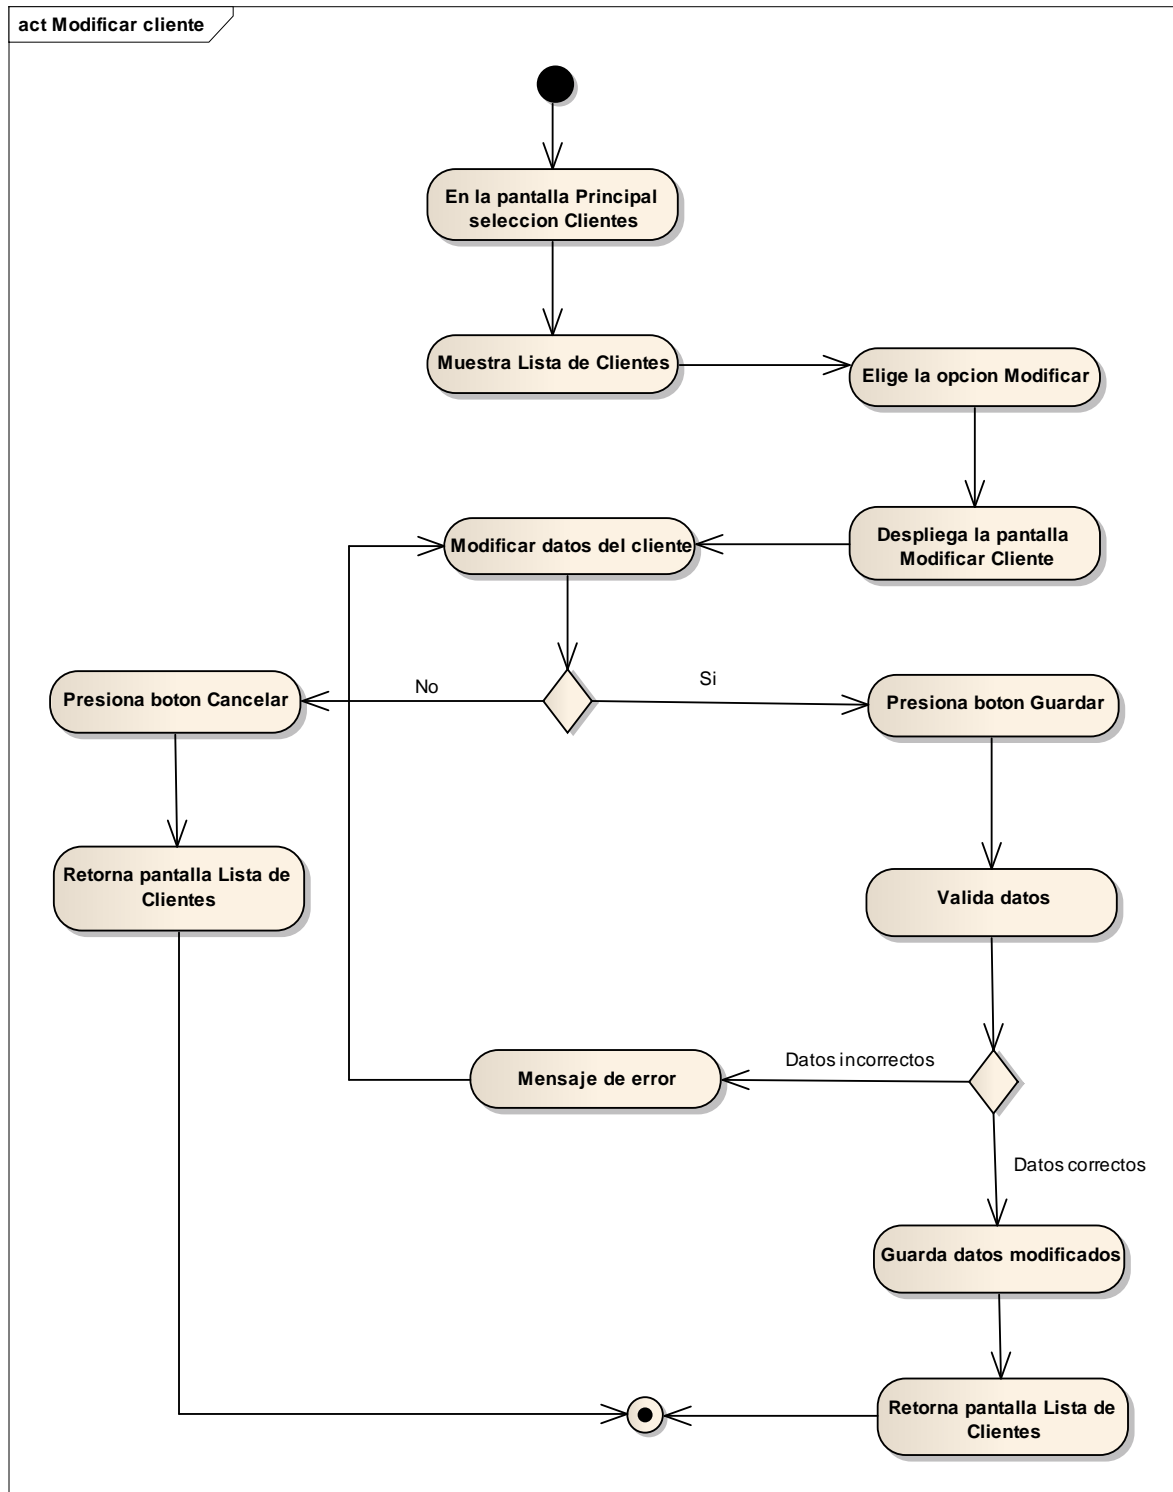 act Modificar cliente
En la pantalla Principal
seleccion Clientes
Muestra Lista de Clientes
Elige la opcion Modificar
Despliega la pantalla
Modificar Cliente
Modificar datos del cliente
No
Si
Presiona boton Cancelar
Presiona boton Guardar
Retorna pantalla Lista de
Clientes
Valida datos
Datos incorrectos
Mensaje de error
Datos correctos
Guarda datos modificados
Retorna pantalla Lista de
Clientes